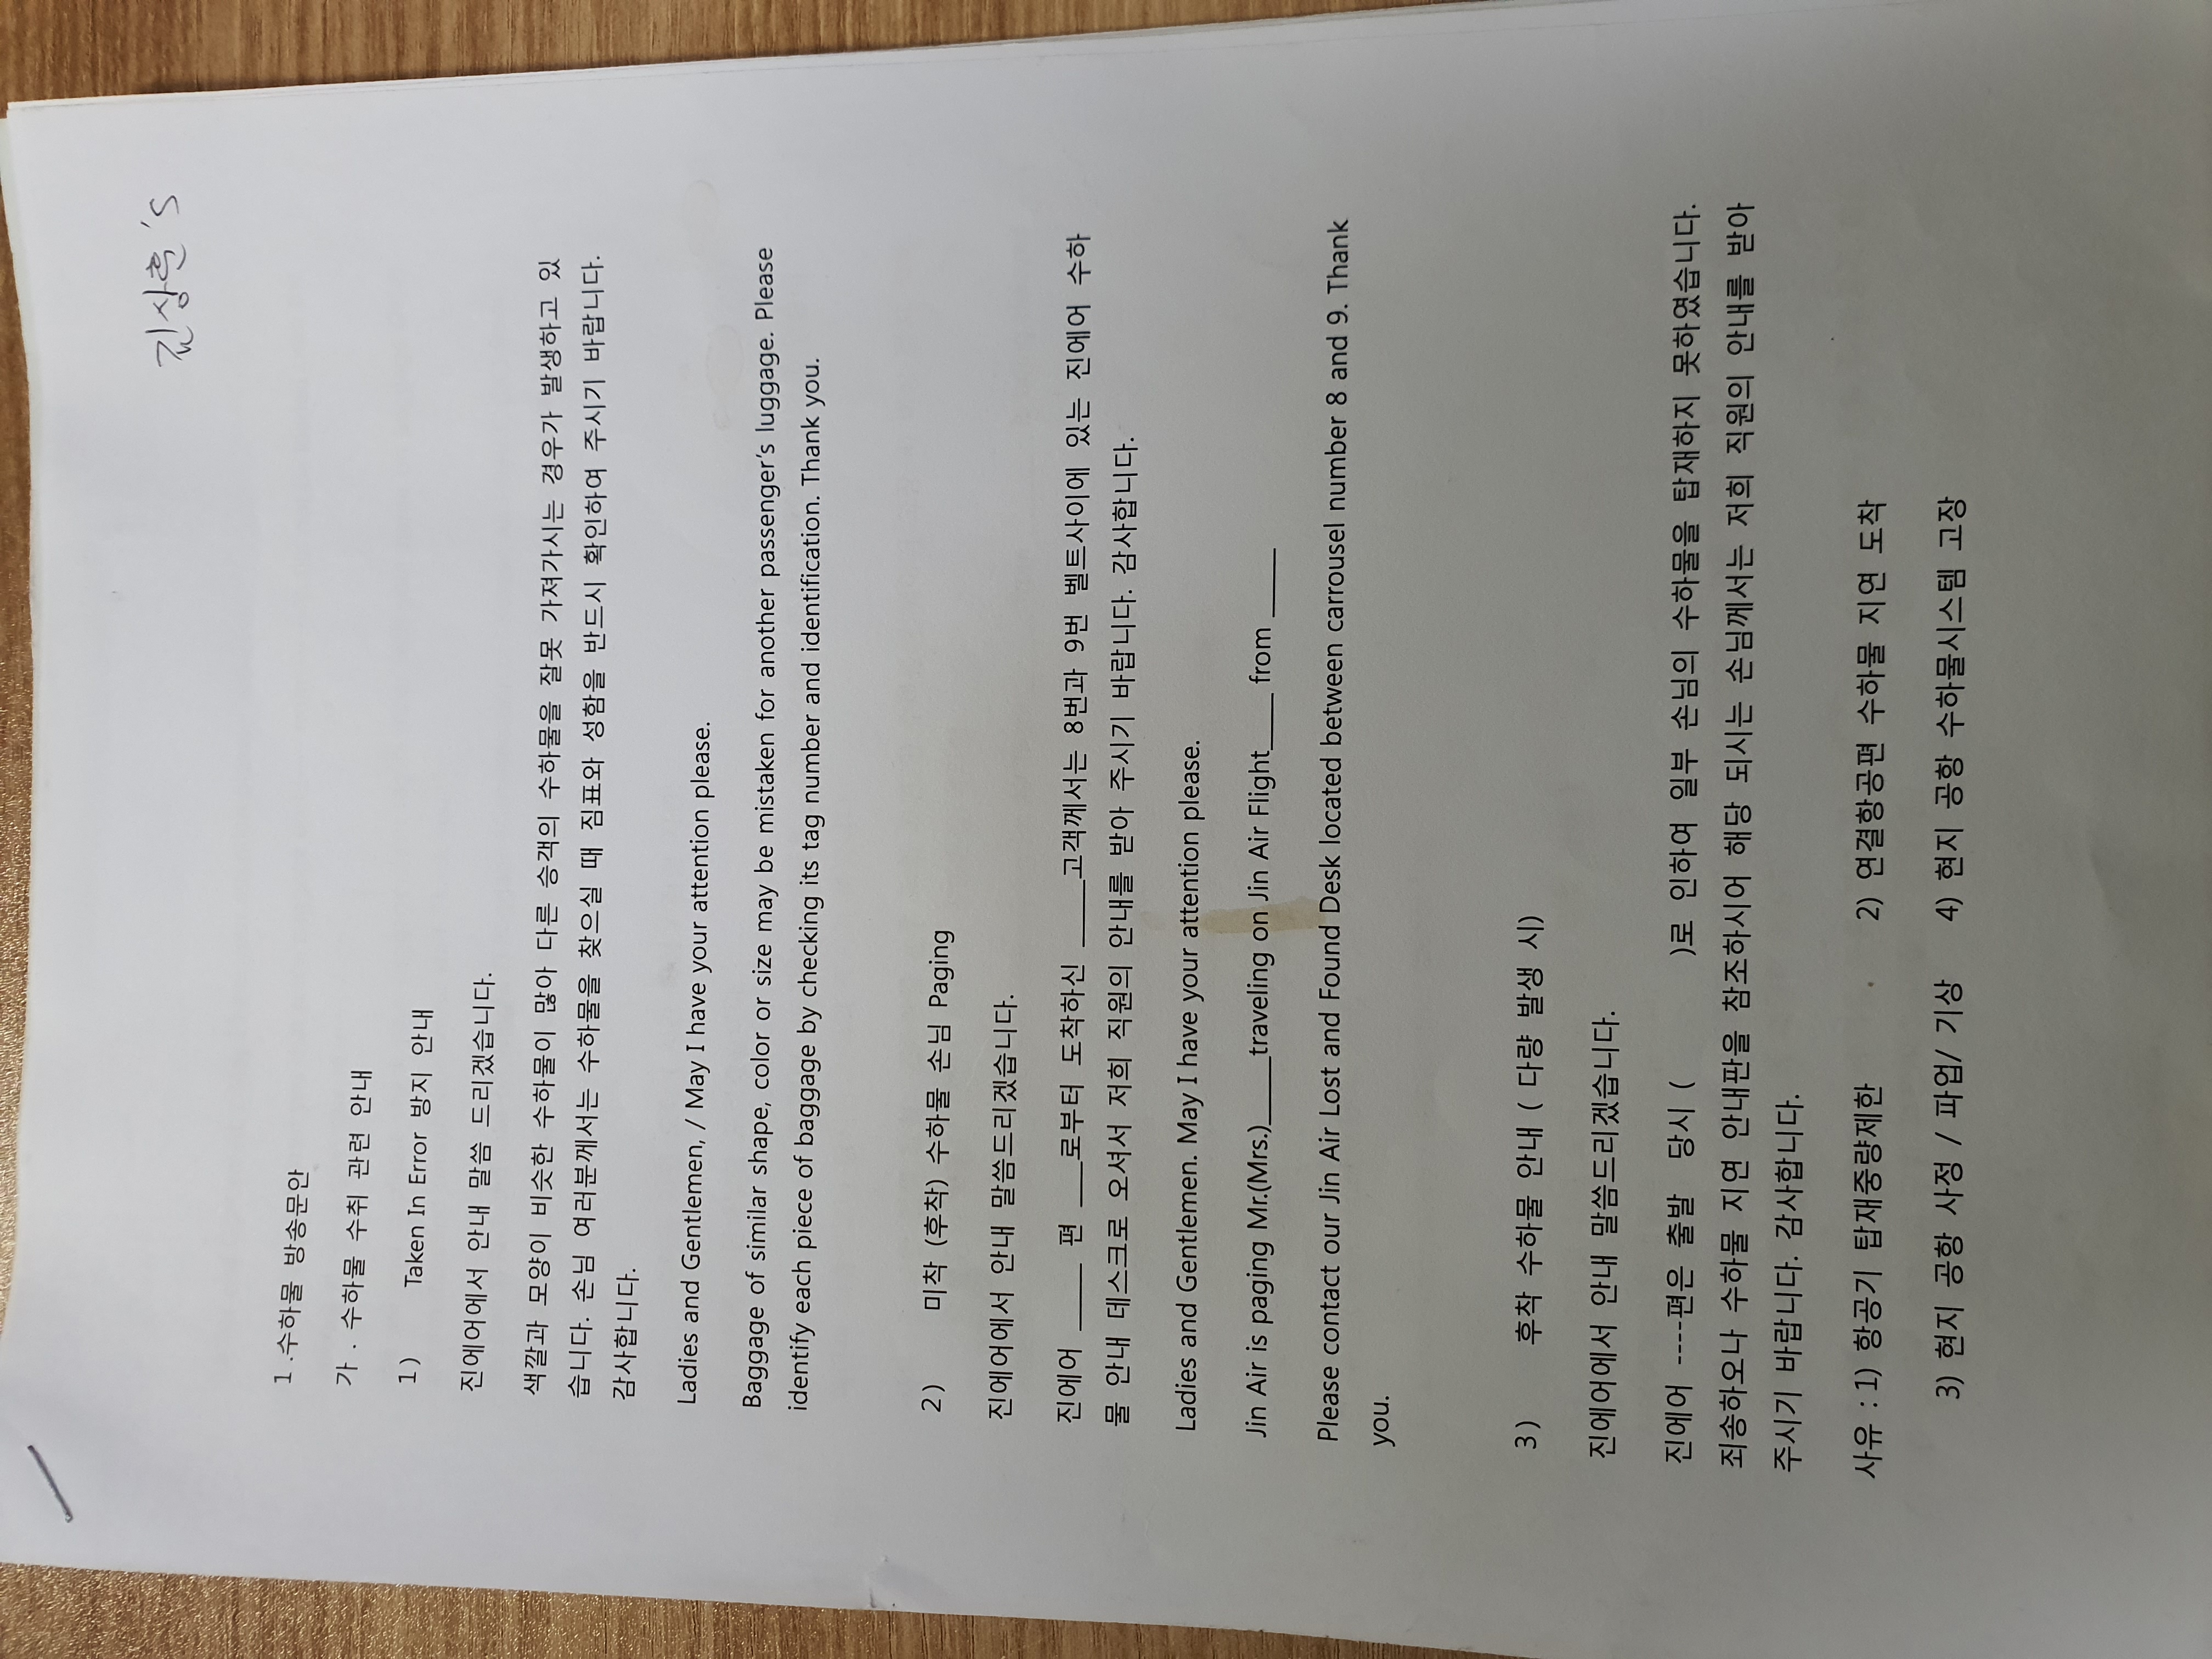 김상훈 's
1 .수하물 방송문안
가 . 수하물 수취 관련 안내
1) Taken In Error 방지 안내
진에어에서 안내 말씀 드리겠습니다.
색깔과 모양이 비슷한 수하물이 많아 다른 승객의 수하물을 잘못 가져가시는 경우가 발생하고 있
습니다. 손님 여러분께서는 수하물을 찾으실 때 짐표와 성함을 반드시 확인하여 주시기 바랍니다.
감사합니다.
Ladies and Gentlemen, / May I have your attention please.
Baggage of similar shape, color or size may be mistaken for another passenger's luggage. Please
identify each piece of baggage by checking its tag number and identification. Thank you.
2) 미착 (후착) 수하물 손님 Paging
진에어에서 안내 말씀드리겠습니다.
진에어 _____ 편 ___로부터 도착하신 _____고객께서는 8번과 9번 벨트사이에 있는 진에어 수하
물 안내 데스크로 오셔서 저희 직원의 안내를 받아 주시기 바랍니다. 감사합니다.
Ladies and Gentlemen. May I have your attention please.
Jin Air is paging Mr.(Mrs.)_____traveling on Jin Air Flight____ from _____
Please contact our Jin Air Lost and Found Desk located between carrousel number 8 and 9. Thank
you.
3) 후착 수하물 안내 ( 다량 발생 시)
진에어에서 안내 말씀드리겠습니다.
진에어 ----편은 출발 당시 ( )로 인하여 일부 손님의 수하물을 탑재하지 못하였습니다.
죄송하오나 수하물 지연 안내판을 참조하시어 해당 되시는 손님께서는 저희 직원의 안내를 받아
주시기 바랍니다. 감사합니다.
사유 : 1) 항공기 탑재중량제한 2) 연결항공편 수하물 지연 도착
3) 현지 공항 사정 / 파업/ 기상 4) 현지 공항 수하물시스템 고장